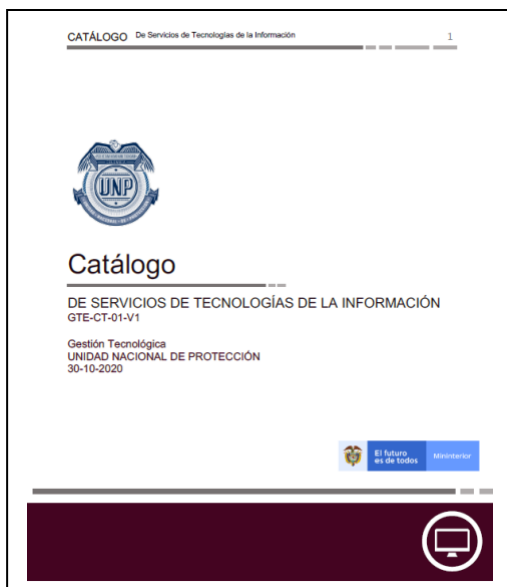 CATÁLOGO De Servicios de Tecnologías de la Información 1
UNP
Catálogo
DE SERVICIOS DE TECNOLOGÍAS DE LA INFORMACIÓN
GTE-CT-01-V1
Gestión Tecnológica
UNIDAD NACIONAL DE PROTECCIÓN
30-10-2020
El futuro
es de todos
Mininterior